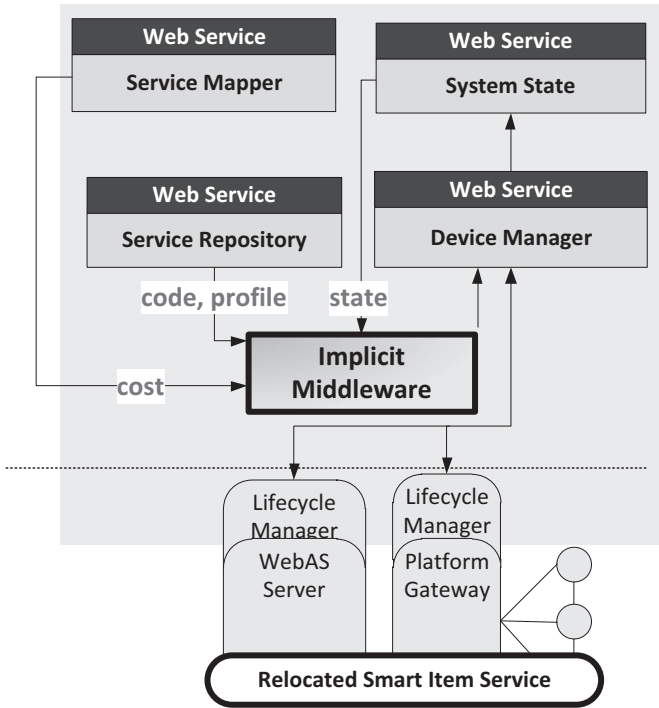 Web Service
Service Mapper
Web Service
System State
Web Service
Service Repository
Web Service
Device Manager
code, profile
state
Implicit
Middleware
cost
Lifecycle
Manager
WebAS
Server
Lifecycle
Manager
Platform
Gateway
Relocated Smart Item Service